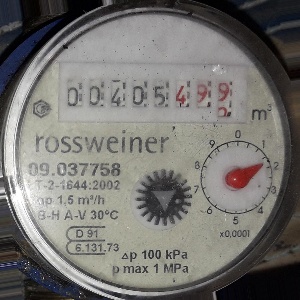 00405499
m³
rossweiner
09.037758
T-2-1644:2002
qp 1,5 m³/h
B-H A-V 30°C
D 91
6.131.73
Δp 100 kPa
p max 1 MPa
0
9 1
8 2
7 3
6 4
5
x0,0001